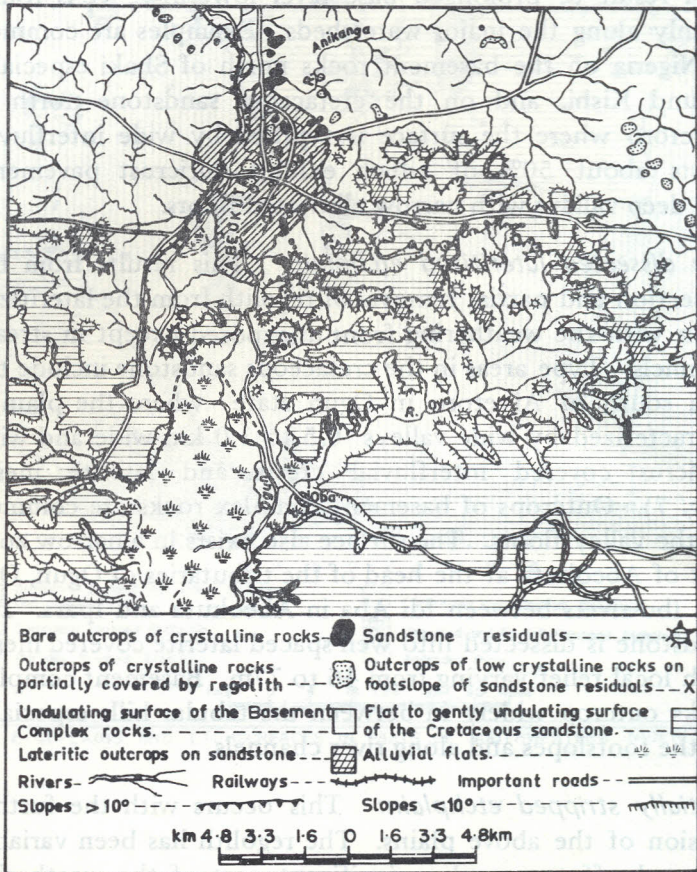 Anikanga
ABEOKUTA
R. Oya
Ogun
Oba
Bare outcrops of crystalline rocks
Sandstone residuals
Outcrops of crystalline rocks
partially covered by regolith
Outcrops of low crystalline rocks on
footslope of sandstone residuals -- X
Undulating surface of the Basement
Complex rocks.
Flat to gently undulating surface
of the Cretaceous sandstone.
Lateritic outcrops on sandstone
Alluvial flats.
Rivers
Railways
Important roads
Slopes >10°
Slopes <10°
km 4·8 3·3 1·6 0 1·6 3·3 4·8km